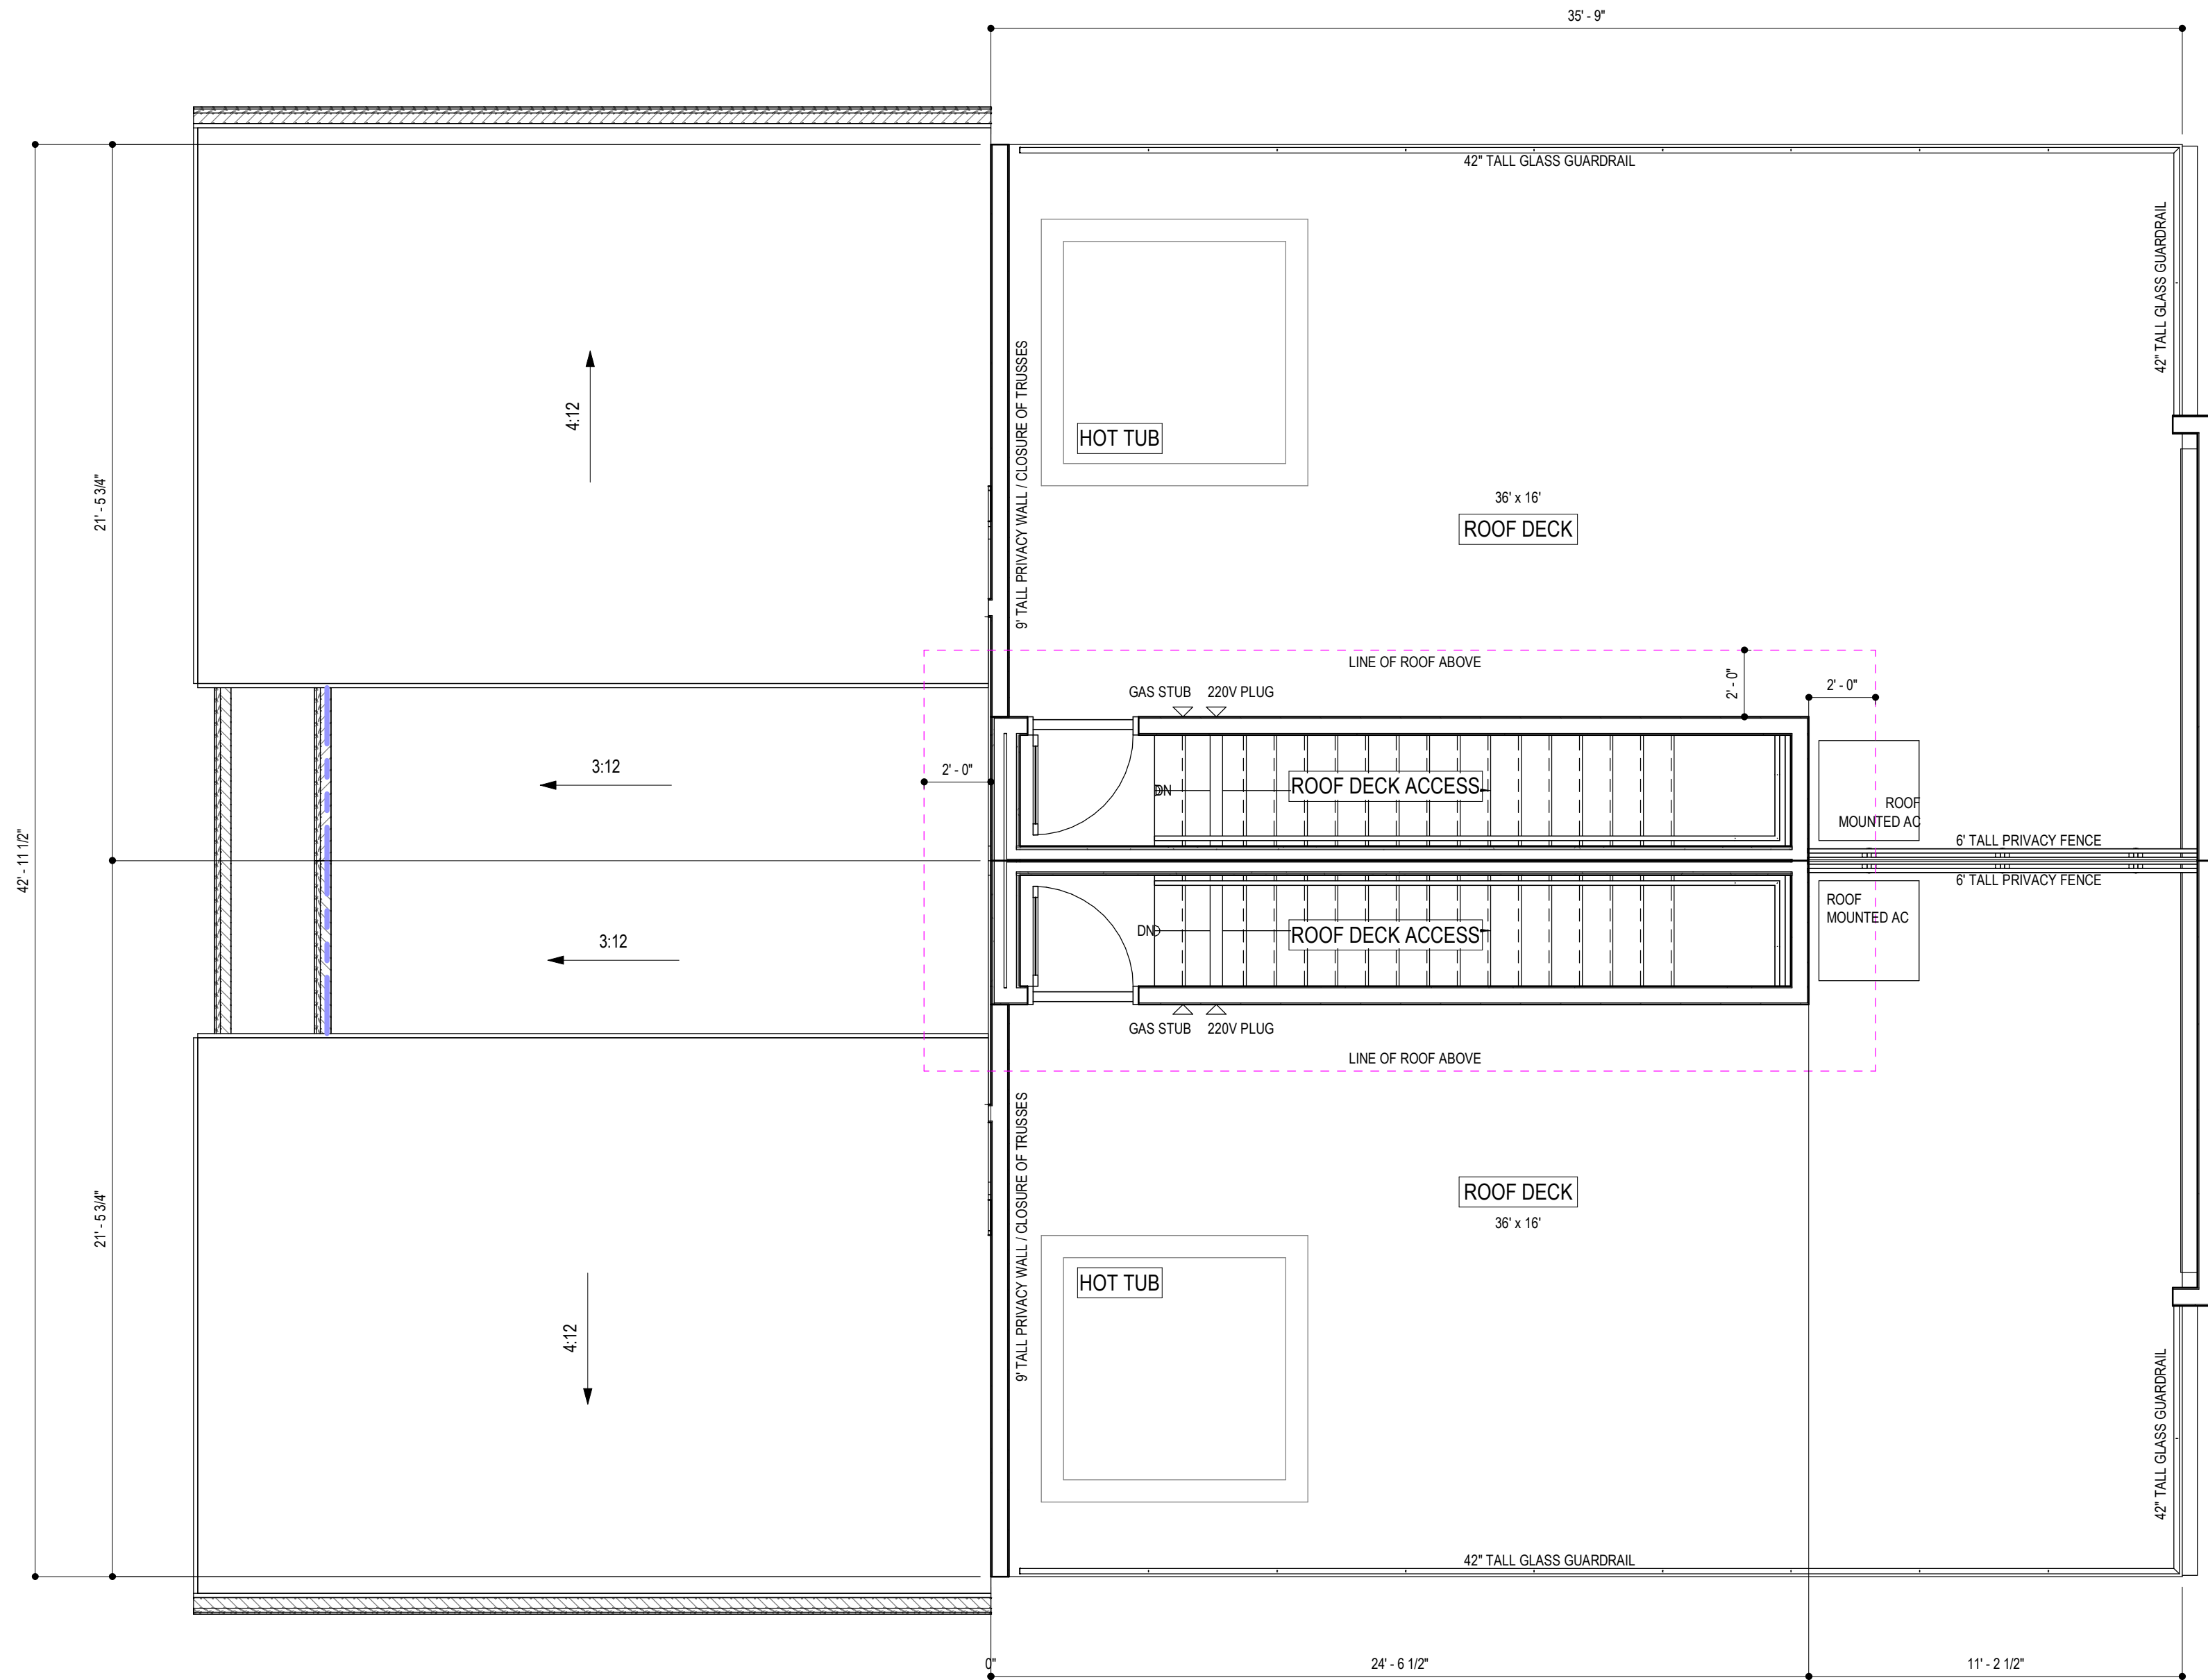 35' - 9"
42" TALL GLASS GUARDRAIL
42" TALL GLASS GUARDRAIL
4:12
21' - 5 3/4"
9' TALL PRIVACY WALL / CLOSURE OF TRUSSES
HOT TUB
36' x 16'
ROOF DECK
LINE OF ROOF ABOVE
2' - 0"
2' - 0"
GAS STUB
220V PLUG
3:12
2' - 0"
DN
ROOF DECK ACCESS
ROOF
MOUNTED AC
6' TALL PRIVACY FENCE
42' - 11 1/2"
6' TALL PRIVACY FENCE
ROOF
MOUNTED AC
3:12
DN
ROOF DECK ACCESS
GAS STUB
220V PLUG
LINE OF ROOF ABOVE
9' TALL PRIVACY WALL / CLOSURE OF TRUSSES
21' - 5 3/4"
ROOF DECK
36' x 16'
HOT TUB
4:12
42" TALL GLASS GUARDRAIL
42" TALL GLASS GUARDRAIL
0"
24' - 6 1/2"
11' - 2 1/2"